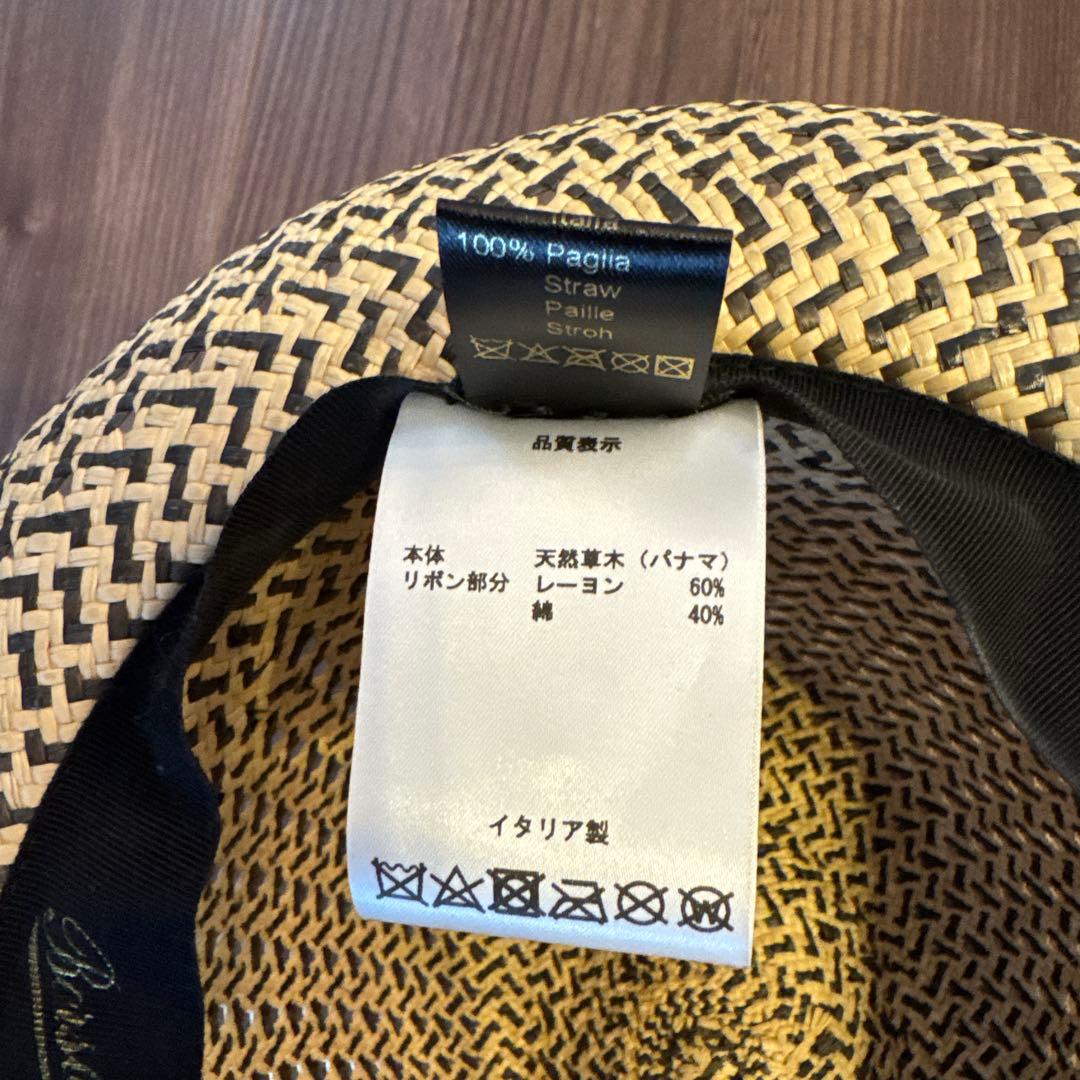 Italia
100% Paglia
Straw
Paille
Stroh
品質表示
本体 天然草木（パナマ）
リボン部分 レーヨン 60%
綿 40%
イタリア製
W